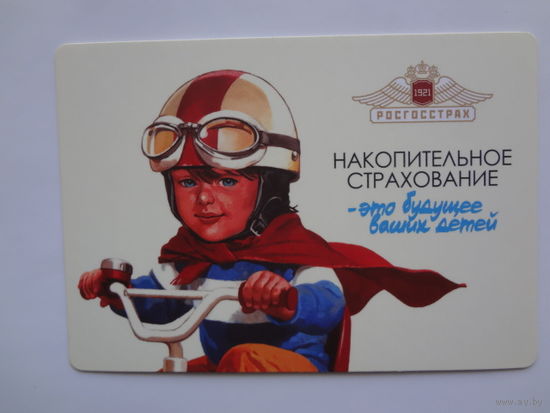 1921
РОСГОССТРАХ
НАКОПИТЕЛЬНОЕ
СТРАХОВАНИЕ
-это будущее
ваших детей
www.ay.by